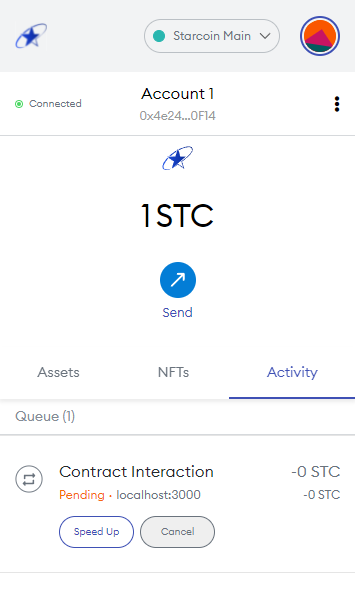 Starcoin Main
Connected
Account 1
0x4e24...0F14
1 STC
Send
Assets NFTs Activity
Queue (1)
Contract Interaction -0 STC
Pending · localhost:3000 -0 STC
Speed Up Cancel